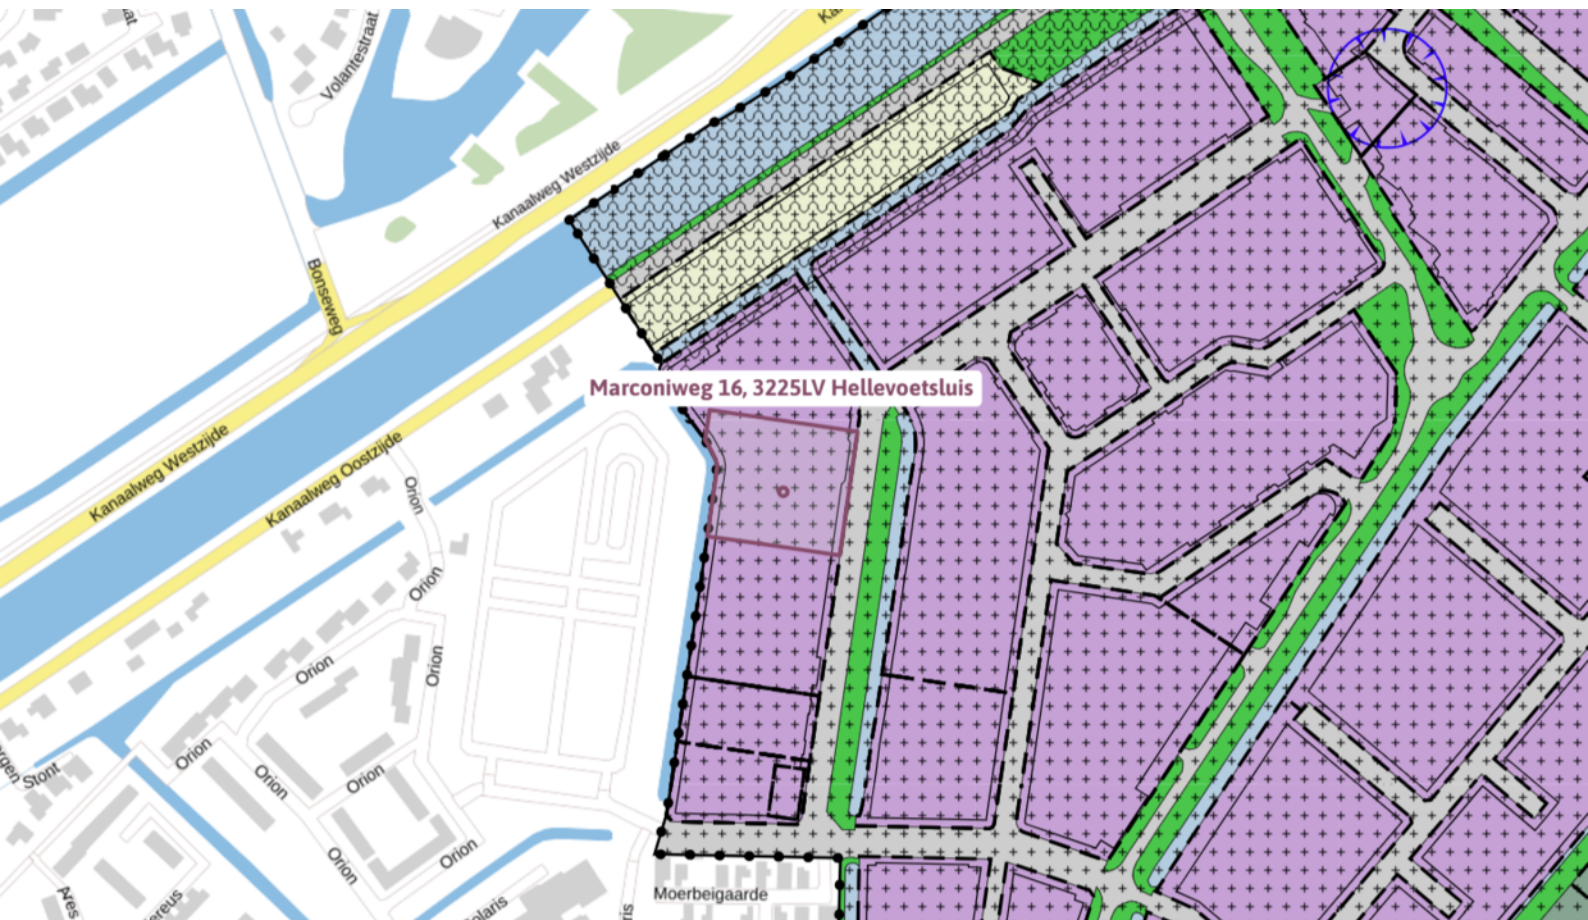 Volantestraat
Kanaalweg Westzijde
Bonseweg
Marconiweg 16, 3225LV Hellevoetsluis
Kanaalweg Westzijde
Kanaalweg Oostzijde
Orion
Orion
Orion
Orion
Orion
Orion
Orion
Stont
Orion
Orion
Moerbeigaarde
Ares